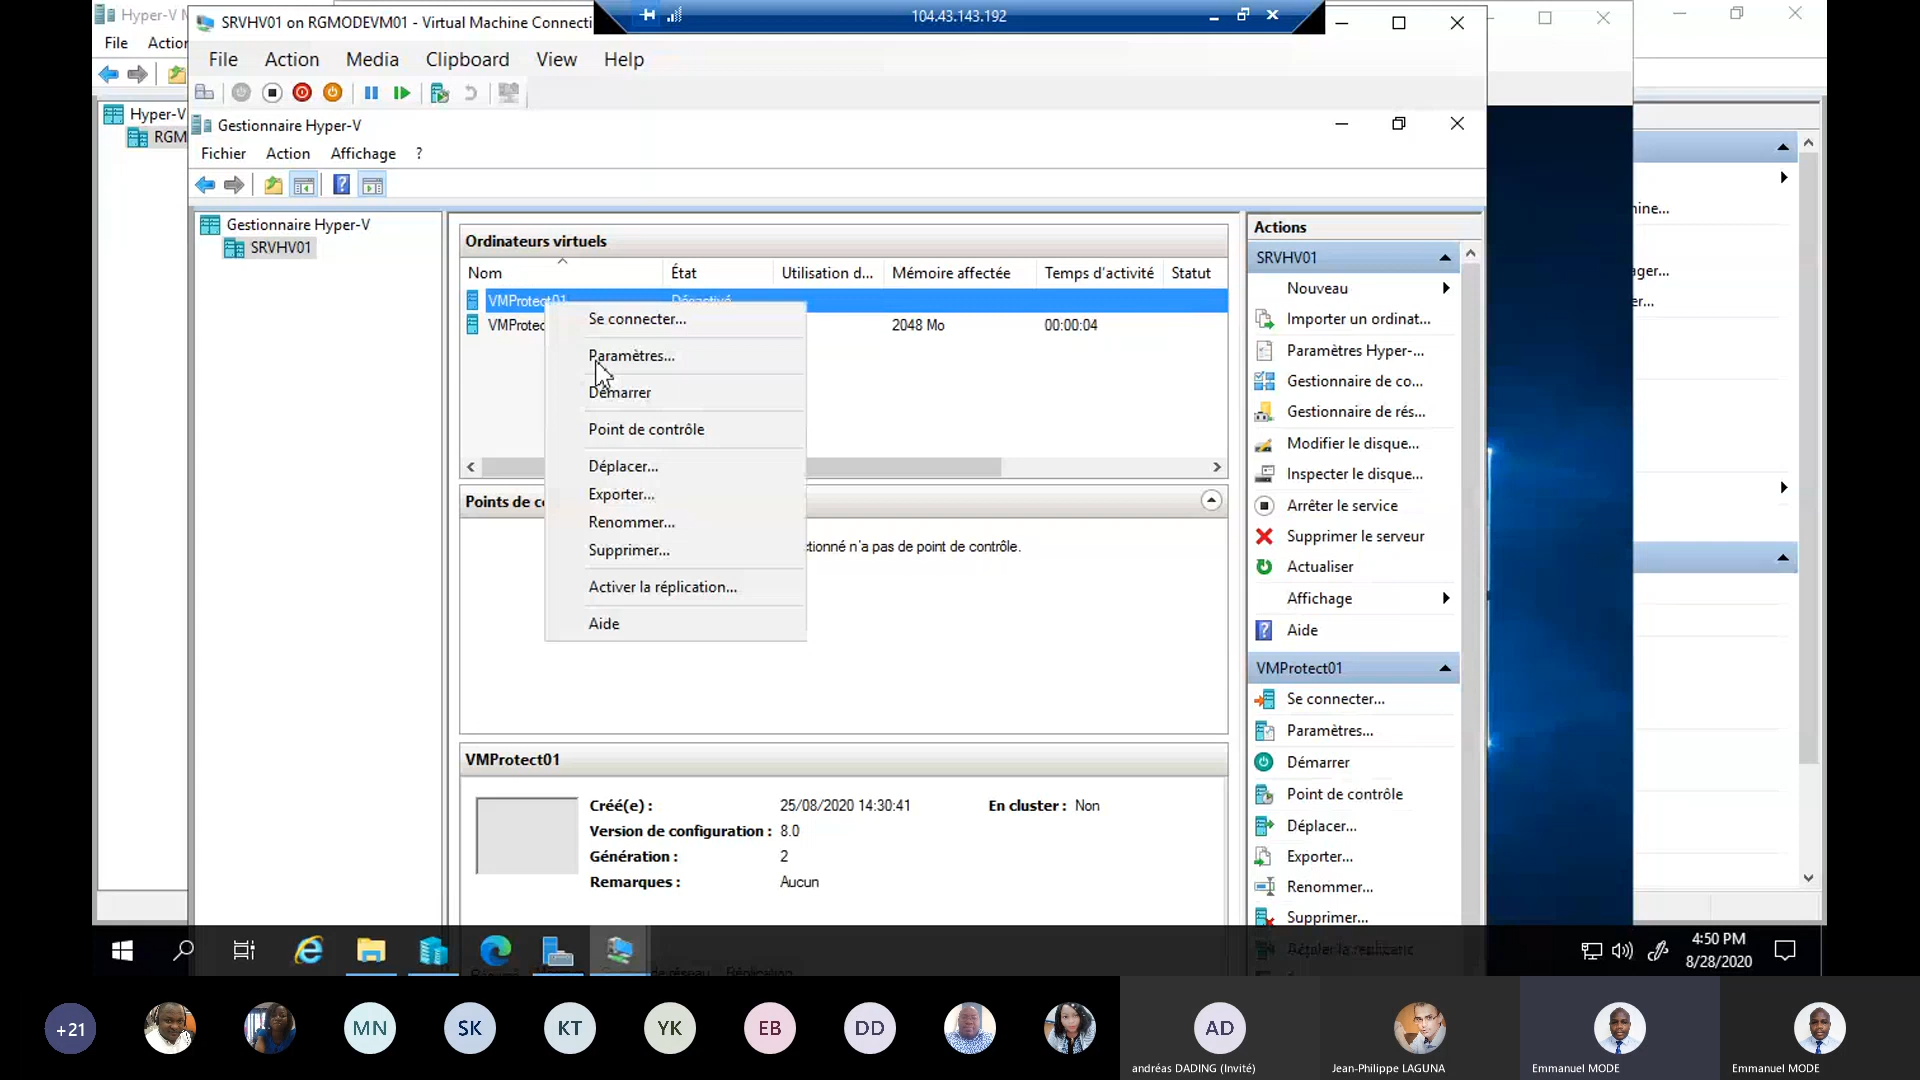 Hyper-V M
File Action
Hyper-V
RGM
SRVHV01 on RGMODEVM01 - Virtual Machine Connecti
104.43.143.192
File Action Media Clipboard View Help
Gestionnaire Hyper-V
Fichier Action Affichage ?
Gestionnaire Hyper-V
SRVHV01
Ordinateurs virtuels
Nom État Utilisation d... Mémoire affectée Temps d'activité Statut
VMProtect01 Désactivé
VMProtec 2048 Mo 00:00:04
Se connecter...
Paramètres...
Démarrer
Point de contrôle
Déplacer...
Exporter...
Renommer...
Supprimer...
Activer la réplication...
Aide
Points de c
tionné n'a pas de point de contrôle.
VMProtect01
Créé(e) : 25/08/2020 14:30:41 En cluster : Non
Version de configuration : 8.0
Génération : 2
Remarques : Aucun
Actions
SRVHV01
Nouveau
Importer un ordinat...
Paramètres Hyper-...
Gestionnaire de co...
Gestionnaire de rés...
Modifier le disque...
Inspecter le disque...
Arrêter le service
Supprimer le serveur
Actualiser
Affichage
Aide
VMProtect01
Se connecter...
Paramètres...
Démarrer
Point de contrôle
Déplacer...
Exporter...
Renommer...
Supprimer...
hine...
ager...
er...
4:50 PM
8/28/2020
+21 MN SK KT YK EB DD AD
andréas DADING (Invité) Jean-Philippe LAGUNA Emmanuel MODE Emmanuel MODE